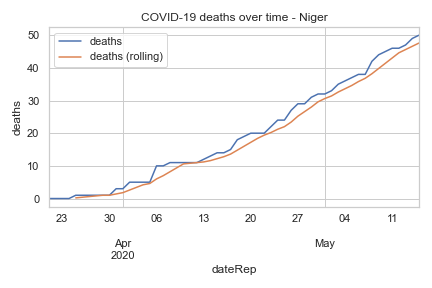 COVID-19 deaths over time - Niger
deaths
deaths (rolling)
50
40
30
20
10
0
deaths
23 30 06 13 20 27 04 11
Apr May
2020
dateRep